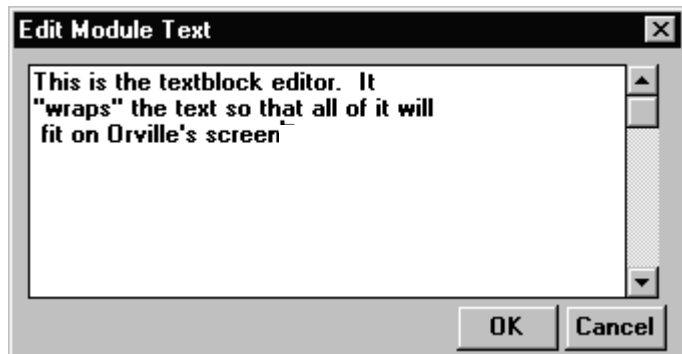 Edit Module Text
This is the textblock editor.  It
"wraps" the text so that all of it will
fit on Orville's screen
OK Cancel